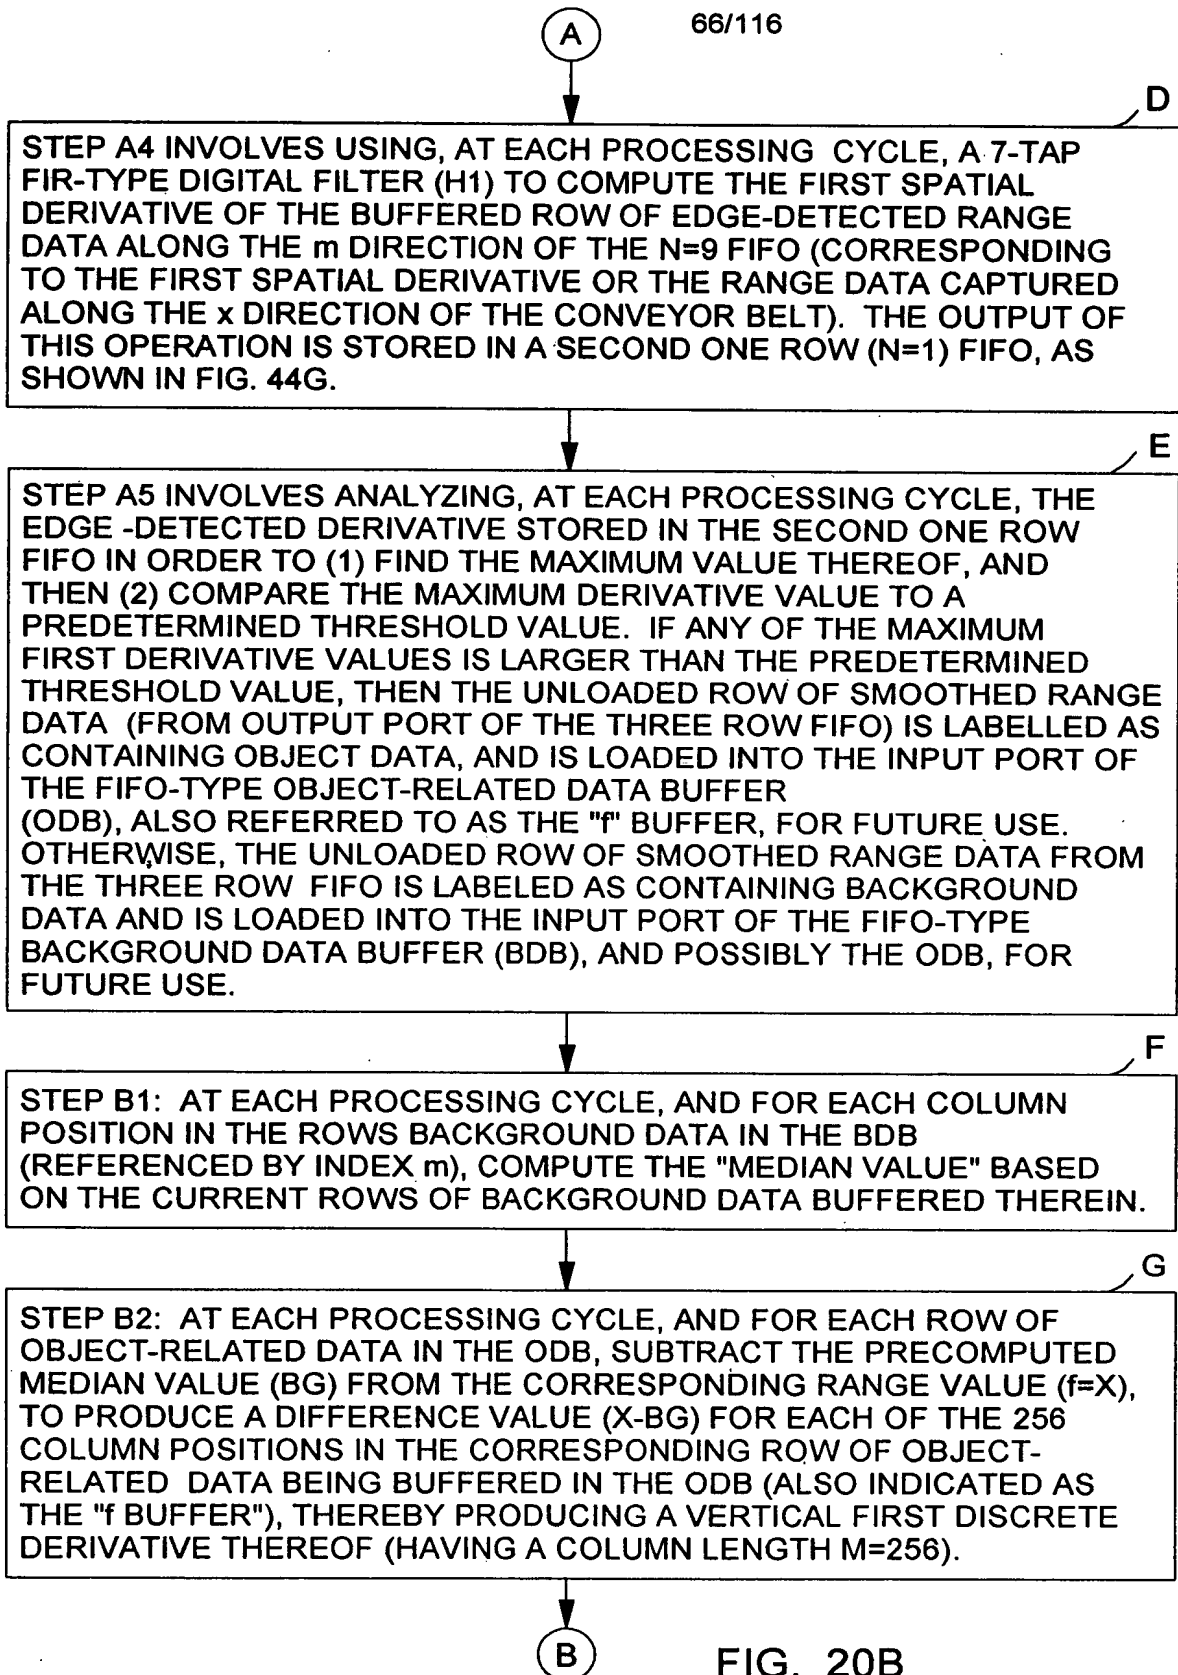 A
66/116
D
STEP A4 INVOLVES USING, AT EACH PROCESSING CYCLE, A 7-TAP
FIR-TYPE DIGITAL FILTER (H1) TO COMPUTE THE FIRST SPATIAL
DERIVATIVE OF THE BUFFERED ROW OF EDGE-DETECTED RANGE
DATA ALONG THE m DIRECTION OF THE N=9 FIFO (CORRESPONDING
TO THE FIRST SPATIAL DERIVATIVE OR THE RANGE DATA CAPTURED
ALONG THE x DIRECTION OF THE CONVEYOR BELT). THE OUTPUT OF
THIS OPERATION IS STORED IN A SECOND ONE ROW (N=1) FIFO, AS
SHOWN IN FIG. 44G.
E
STEP A5 INVOLVES ANALYZING, AT EACH PROCESSING CYCLE, THE
EDGE -DETECTED DERIVATIVE STORED IN THE SECOND ONE ROW
FIFO IN ORDER TO (1) FIND THE MAXIMUM VALUE THEREOF, AND
THEN (2) COMPARE THE MAXIMUM DERIVATIVE VALUE TO A
PREDETERMINED THRESHOLD VALUE. IF ANY OF THE MAXIMUM
FIRST DERIVATIVE VALUES IS LARGER THAN THE PREDETERMINED
THRESHOLD VALUE, THEN THE UNLOADED ROW OF SMOOTHED RANGE
DATA (FROM OUTPUT PORT OF THE THREE ROW FIFO) IS LABELLED AS
CONTAINING OBJECT DATA, AND IS LOADED INTO THE INPUT PORT OF
THE FIFO-TYPE OBJECT-RELATED DATA BUFFER
(ODB), ALSO REFERRED TO AS THE "f" BUFFER, FOR FUTURE USE.
OTHERWISE, THE UNLOADED ROW OF SMOOTHED RANGE DATA FROM
THE THREE ROW FIFO IS LABELED AS CONTAINING BACKGROUND
DATA AND IS LOADED INTO THE INPUT PORT OF THE FIFO-TYPE
BACKGROUND DATA BUFFER (BDB), AND POSSIBLY THE ODB, FOR
FUTURE USE.
F
STEP B1: AT EACH PROCESSING CYCLE, AND FOR EACH COLUMN
POSITION IN THE ROWS BACKGROUND DATA IN THE BDB
(REFERENCED BY INDEX m), COMPUTE THE "MEDIAN VALUE" BASED
ON THE CURRENT ROWS OF BACKGROUND DATA BUFFERED THEREIN.
G
STEP B2: AT EACH PROCESSING CYCLE, AND FOR EACH ROW OF
OBJECT-RELATED DATA IN THE ODB, SUBTRACT THE PRECOMPUTED
MEDIAN VALUE (BG) FROM THE CORRESPONDING RANGE VALUE (f=X),
TO PRODUCE A DIFFERENCE VALUE (X-BG) FOR EACH OF THE 256
COLUMN POSITIONS IN THE CORRESPONDING ROW OF OBJECT-
RELATED DATA BEING BUFFERED IN THE ODB (ALSO INDICATED AS
THE "f BUFFER"), THEREBY PRODUCING A VERTICAL FIRST DISCRETE
DERIVATIVE THEREOF (HAVING A COLUMN LENGTH M=256).
B
FIG. 20B